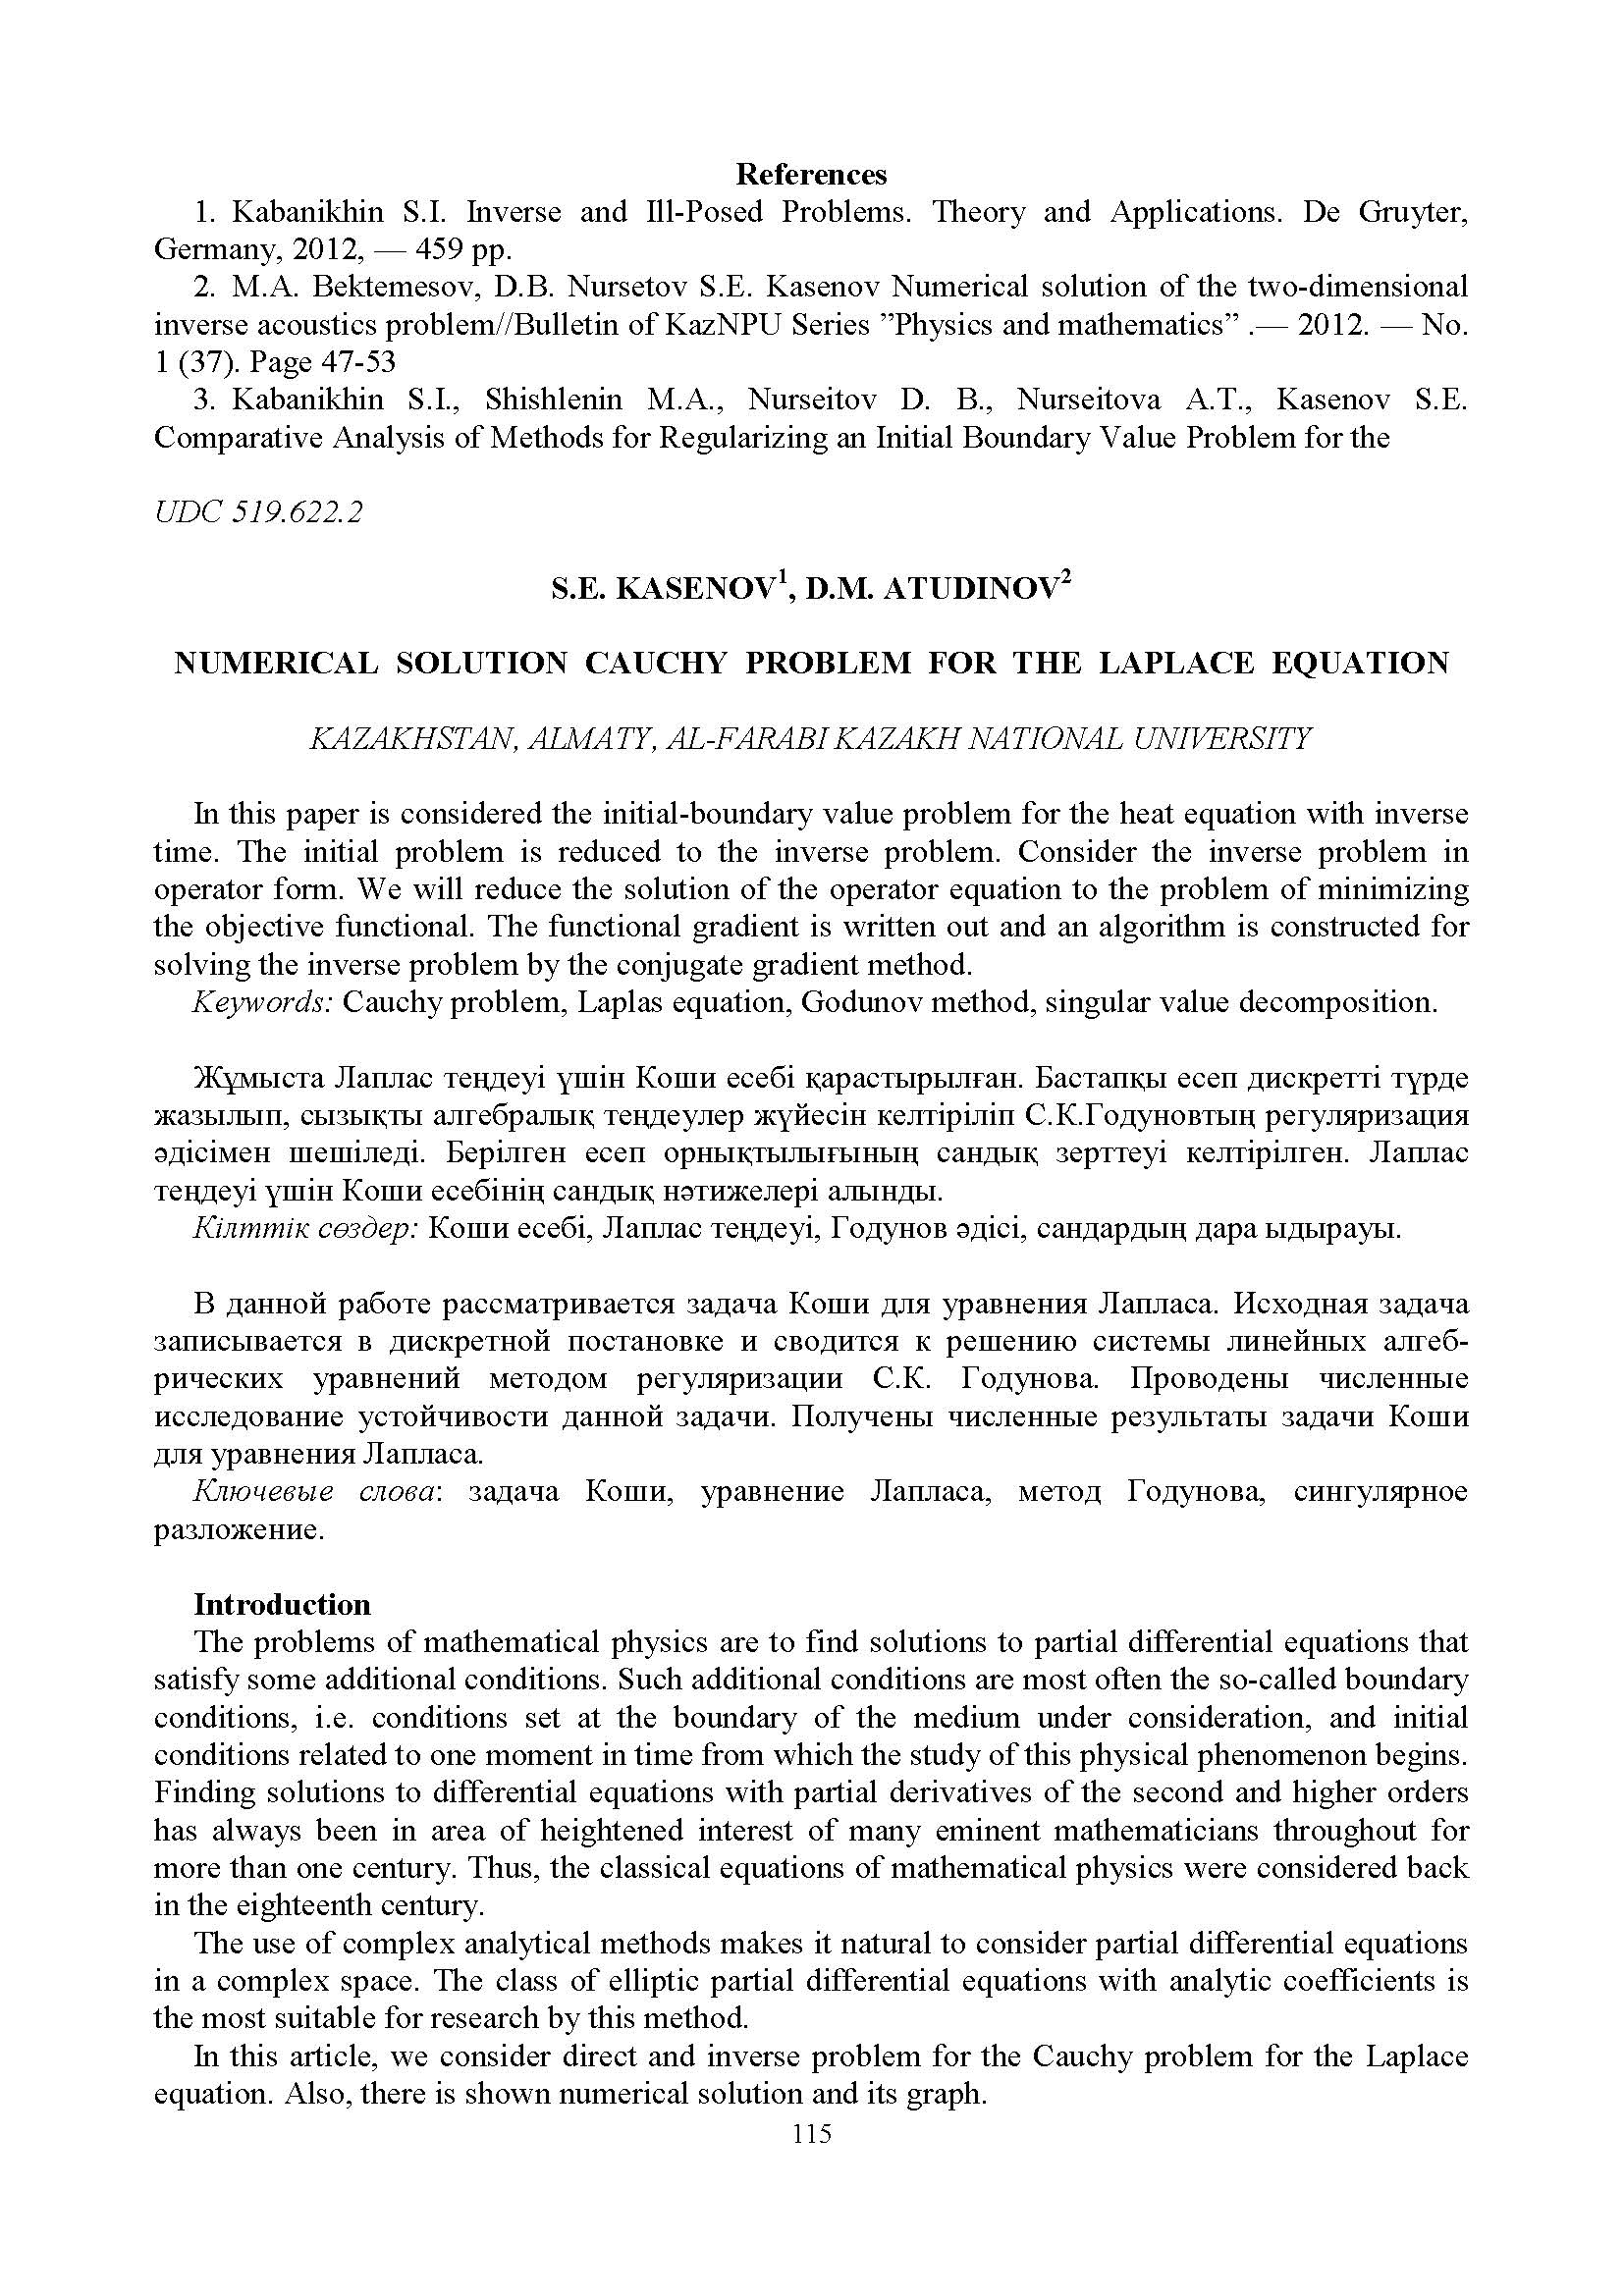 References
1. Kabanikhin S.I. Inverse and Ill-Posed Problems. Theory and Applications. De Gruyter,
Germany, 2012, — 459 pp.
2. M.A. Bektemesov, D.B. Nursetov S.E. Kasenov Numerical solution of the two-dimensional
inverse acoustics problem//Bulletin of KazNPU Series ”Physics and mathematics” .— 2012. — No.
1 (37). Page 47-53
3. Kabanikhin S.I., Shishlenin M.A., Nurseitov D. B., Nurseitova A.T., Kasenov S.E.
Comparative Analysis of Methods for Regularizing an Initial Boundary Value Problem for the
UDC 519.622.2
S.E. KASENOV¹, D.M. ATUDINOV²
NUMERICAL SOLUTION CAUCHY PROBLEM FOR THE LAPLACE EQUATION
KAZAKHSTAN, ALMATY, AL-FARABI KAZAKH NATIONAL UNIVERSITY
In this paper is considered the initial-boundary value problem for the heat equation with inverse
time. The initial problem is reduced to the inverse problem. Consider the inverse problem in
operator form. We will reduce the solution of the operator equation to the problem of minimizing
the objective functional. The functional gradient is written out and an algorithm is constructed for
solving the inverse problem by the conjugate gradient method.
Keywords: Cauchy problem, Laplas equation, Godunov method, singular value decomposition.
Жұмыста Лаплас теңдеуі үшін Коши есебі қарастырылған. Бастапқы есеп дискретті түрде
жазылып, сызықты алгебралық теңдеулер жүйесін келтіріліп С.К.Годуновтың регуляризация
әдісімен шешіледі. Берілген есеп орнықтылығының сандық зерттеуі келтірілген. Лаплас
теңдеуі үшін Коши есебінің сандық нәтижелері алынды.
Кілттік сөздер: Коши есебі, Лаплас теңдеуі, Годунов әдісі, сандардың дара ыдырауы.
В данной работе рассматривается задача Коши для уравнения Лапласа. Исходная задача
записывается в дискретной постановке и сводится к решению системы линейных алгеб-
рических уравнений методом регуляризации С.К. Годунова. Проводены численные
исследование устойчивости данной задачи. Получены численные результаты задачи Коши
для уравнения Лапласа.
Ключевые слова: задача Коши, уравнение Лапласа, метод Годунова, сингулярное
разложение.
Introduction
The problems of mathematical physics are to find solutions to partial differential equations that
satisfy some additional conditions. Such additional conditions are most often the so-called boundary
conditions, i.e. conditions set at the boundary of the medium under consideration, and initial
conditions related to one moment in time from which the study of this physical phenomenon begins.
Finding solutions to differential equations with partial derivatives of the second and higher orders
has always been in area of heightened interest of many eminent mathematicians throughout for
more than one century. Thus, the classical equations of mathematical physics were considered back
in the eighteenth century.
The use of complex analytical methods makes it natural to consider partial differential equations
in a complex space. The class of elliptic partial differential equations with analytic coefficients is
the most suitable for research by this method.
In this article, we consider direct and inverse problem for the Cauchy problem for the Laplace
equation. Also, there is shown numerical solution and its graph.
115